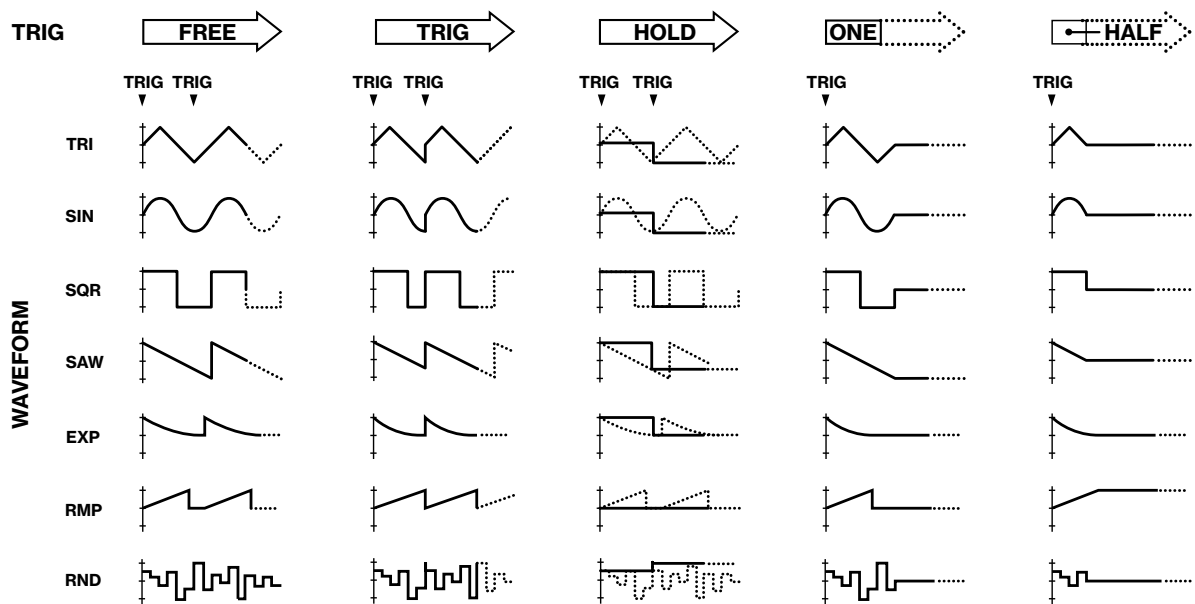 TRIG FREE TRIG HOLD ONE HALF
TRIG TRIG TRIG TRIG TRIG TRIG TRIG TRIG
WAVEFORM
TRI
SIN
SQR
SAW
EXP
RMP
RND